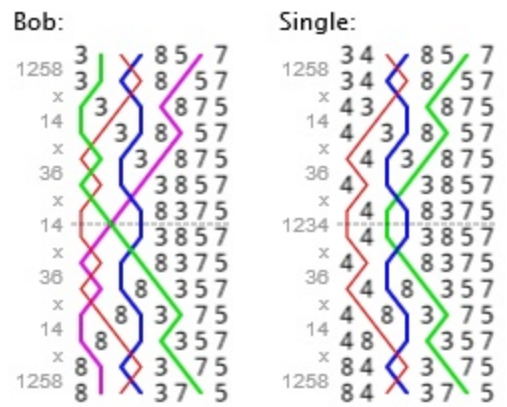 Bob:
3 8 5 7
1258
3 8 5 7
x
3 8 7 5
14
3 8 5 7
x
3 8 7 5
36
3 8 5 7
x
8 3 7 5
14
3 8 5 7
x
8 3 7 5
36
8 3 5 7
x
8 3 7 5
14
8 3 5 7
x
8 3 7 5
1258
8 3 7 5
Single:
3 4 8 5 7
1258
3 4 8 5 7
x
4 3 8 7 5
14
4 3 8 5 7
x
4 3 8 7 5
36
4 3 8 5 7
x
4 8 3 7 5
1234
4 3 8 5 7
x
4 8 3 7 5
36
4 8 3 5 7
x
4 8 3 7 5
14
4 8 3 5 7
x
8 4 3 7 5
1258
8 4 3 7 5